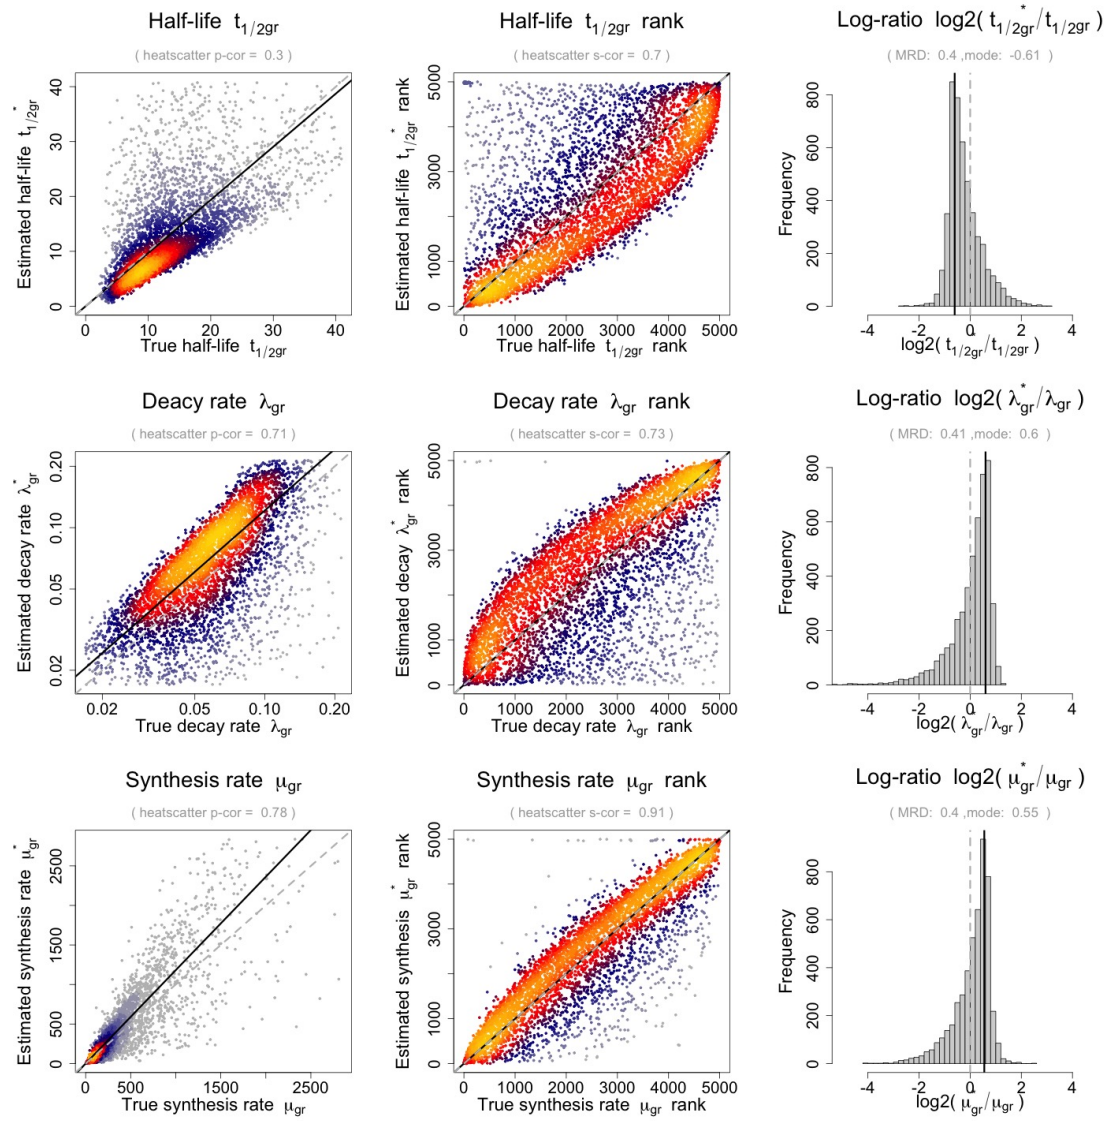 Half-life t1/2gr
( heatscatter p-cor = 0.3 )
Estimated half-life t1/2gr*
0 10 20 30 40
0 10 20 30 40
True half-life t1/2gr
Half-life t1/2gr rank
( heatscatter s-cor = 0.7 )
Estimated half-life t1/2gr* rank
0 1000 3000 5000
0 1000 2000 3000 4000 5000
True half-life t1/2gr rank
Log-ratio log2( t1/2gr*/t1/2gr )
( MRD: 0.4 ,mode: -0.61 )
Frequency
0 200 400 600 800
-4 -2 0 2 4
log2( t1/2gr/t1/2gr )
Deacy rate λgr
( heatscatter p-cor = 0.71 )
Estimated decay rate λgr*
0.02 0.05 0.10 0.20
0.02 0.05 0.10 0.20
True decay rate λgr
Decay rate λgr rank
( heatscatter s-cor = 0.73 )
Estimated decay λgr* rank
0 1000 3000 5000
0 1000 2000 3000 4000 5000
True decay rate λgr rank
Log-ratio log2( λgr*/λgr )
( MRD: 0.41 ,mode: 0.6 )
Frequency
0 200 400 600 800
-4 -2 0 2 4
log2( λgr/λgr )
Synthesis rate μgr
( heatscatter p-cor = 0.78 )
Estimated synthesis rate μgr*
0 500 1500 2500
0 500 1500 2500
True synthesis rate μgr
Synthesis rate μgr rank
( heatscatter s-cor = 0.91 )
Estimated synthesis μgr* rank
0 1000 3000 5000
0 1000 2000 3000 4000 5000
True synthesis rate μgr rank
Log-ratio log2( μgr*/μgr )
( MRD: 0.4 ,mode: 0.55 )
Frequency
0 200 400 600 800
-4 -2 0 2 4
log2( μgr/μgr )